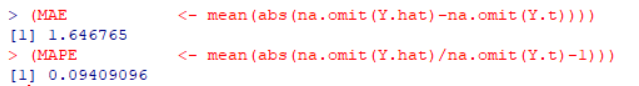 > (MAE <- mean(abs(na.omit(Y.hat)-na.omit(Y.t))))
[1] 1.646765
> (MAPE <- mean(abs(na.omit(Y.hat)/na.omit(Y.t)-1)))
[1] 0.09409096